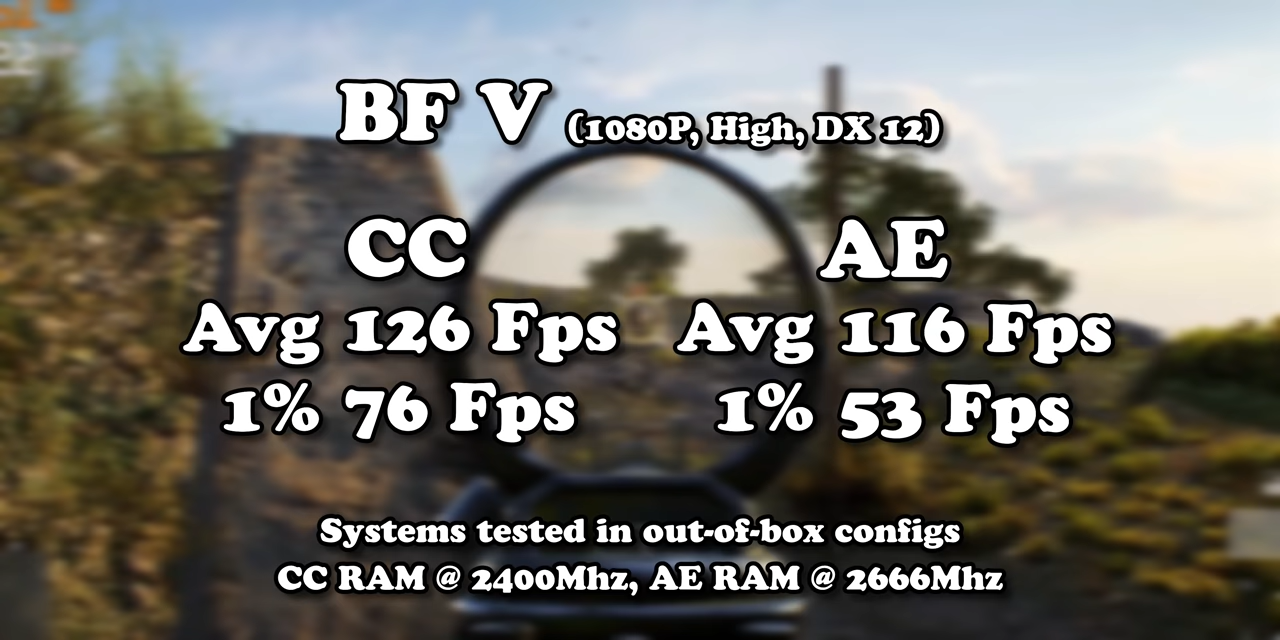 BF V (1080P, High, DX 12)
CC
AE
Avg 126 Fps
Avg 116 Fps
1% 76 Fps
1% 53 Fps
Systems tested in out-of-box configs
CC RAM @ 2400Mhz, AE RAM @ 2666Mhz